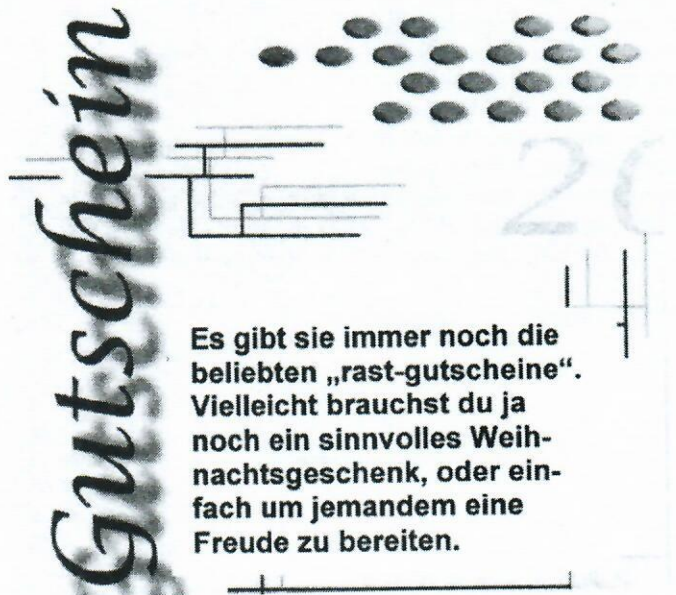 Gutschein
20
Es gibt sie immer noch die
beliebten „rast-gutscheine“.
Vielleicht brauchst du ja
noch ein sinnvolles Weih-
nachtsgeschenk, oder ein-
fach um jemandem eine
Freude zu bereiten.